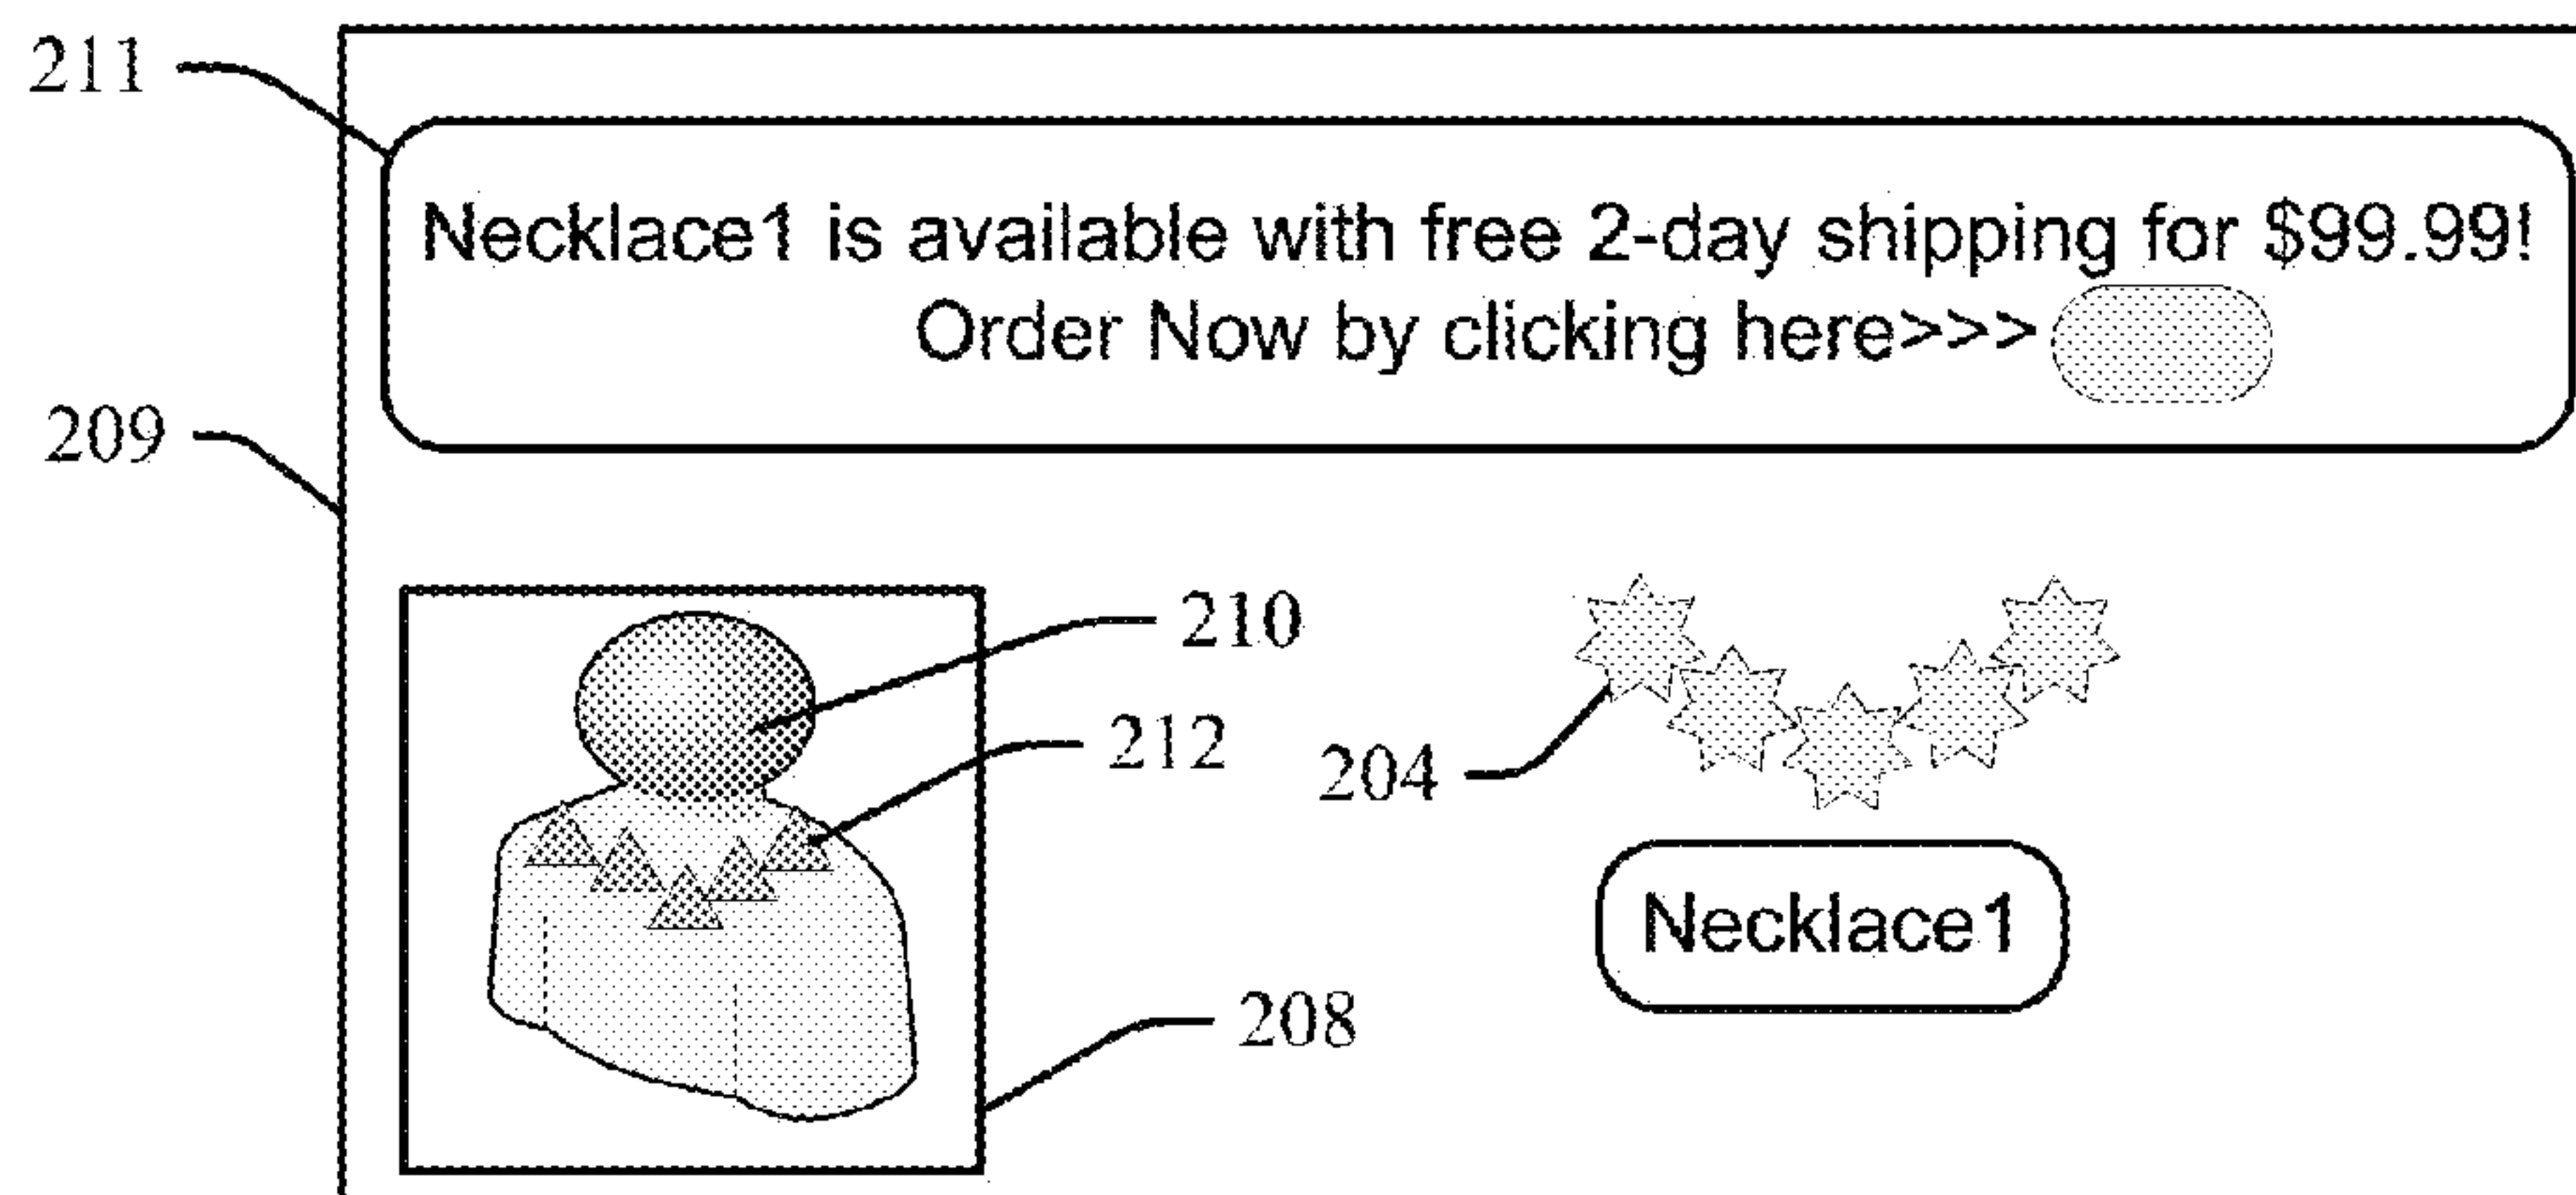 211
Necklace1 is available with free 2-day shipping for $99.99!
Order Now by clicking here>>>
209
210
212
204
Necklace1
208